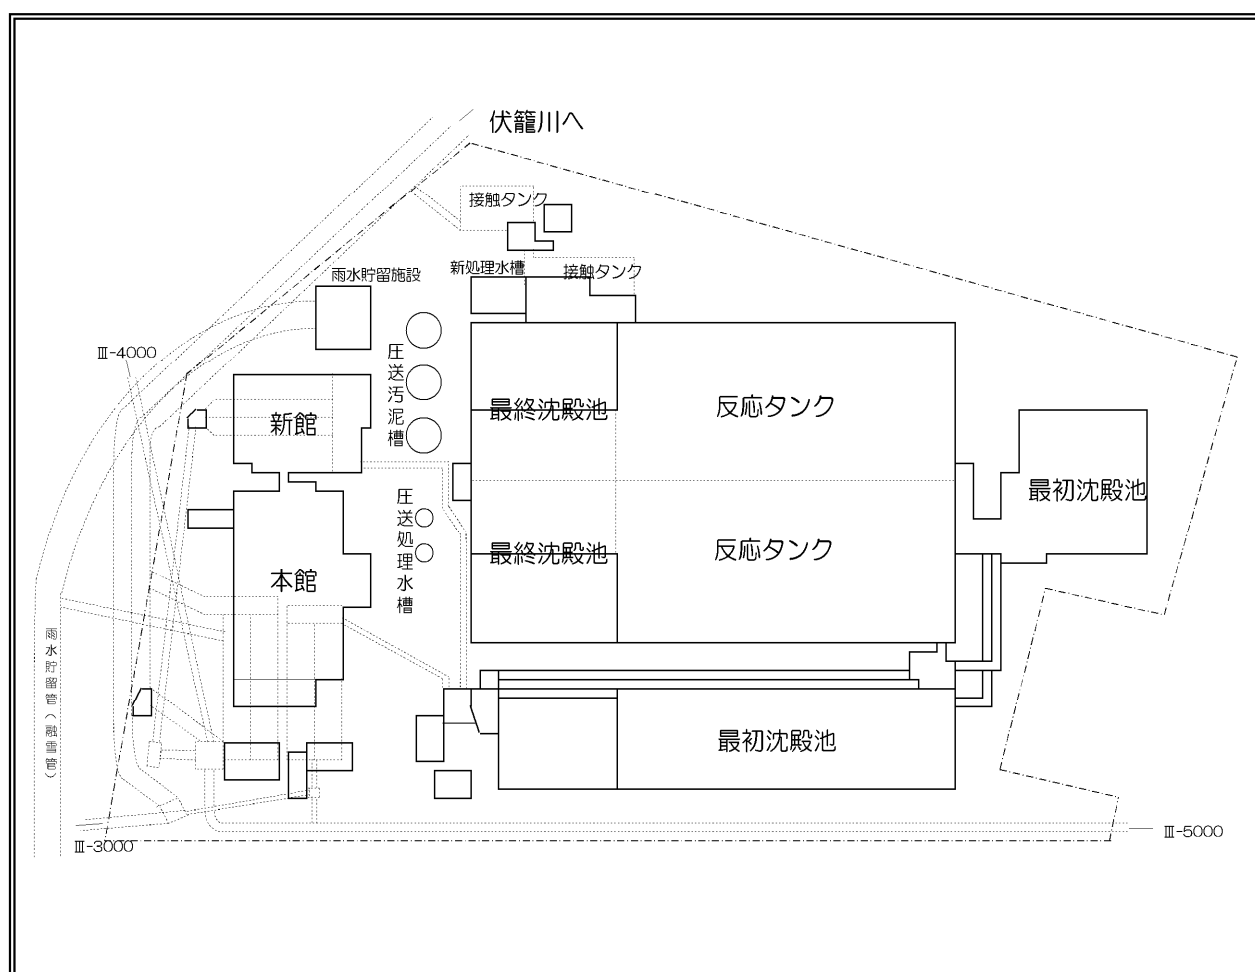 伏籠川へ
接触タンク
新処理水槽
接触タンク
雨水貯留施設
Ⅲ-4000
圧送汚泥槽
新館
最終沈殿池
反応タンク
最初沈殿池
圧送処理水槽
最終沈殿池
反応タンク
本館
雨水貯留管(融雪管)
最初沈殿池
Ⅲ-5000
Ⅲ-3000